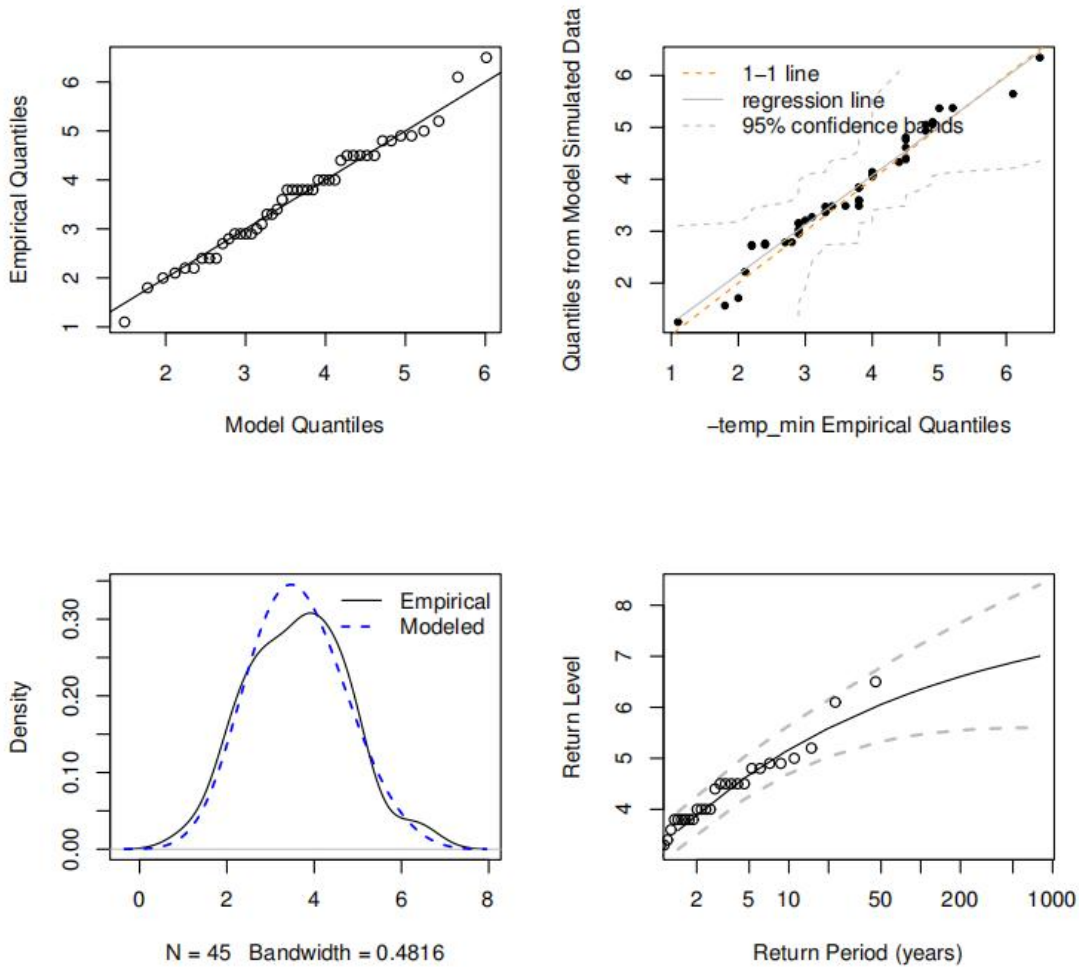 Empirical Quantiles
1 2 3 4 5 6
2 3 4 5 6
Model Quantiles
Quantiles from Model Simulated Data
2 3 4 5 6
1–1 line
regression line
95% confidence bands
1 2 3 4 5 6
−temp_min Empirical Quantiles
Density
0.00 0.10 0.20 0.30
Empirical
Modeled
0 2 4 6 8
N = 45 Bandwidth = 0.4816
Return Level
4 5 6 7 8
2 5 10 50 200 1000
Return Period (years)